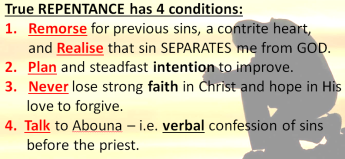 True REPENTANCE has 4 conditions:
1. Remorse for previous sins, a contrite heart,
and Realise that sin SEPARATES me from GOD.
2. Plan and steadfast intention to improve.
3. Never lose strong faith in Christ and hope in His
love to forgive.
4. Talk to Abouna – i.e. verbal confession of sins
before the priest.